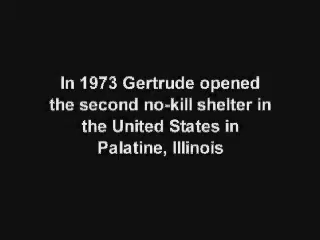 In 1973 Gertrude opened
the second no-kill shelter in
the United States in
Palatine, Illinois